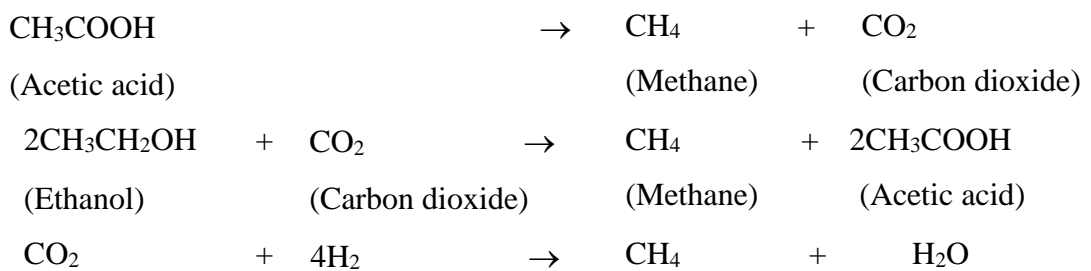 CH₃COOH → CH₄ + CO₂
(Acetic acid) (Methane) (Carbon dioxide)
2CH₃CH₂OH + CO₂ → CH₄ + 2CH₃COOH
(Ethanol) (Carbon dioxide) (Methane) (Acetic acid)
CO₂ + 4H₂ → CH₄ + H₂O